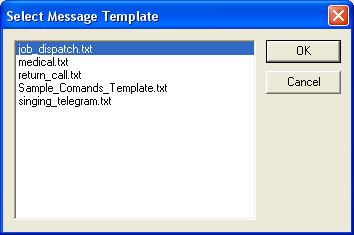 Select Message Template
job_dispatch.txt
medical.txt
return_call.txt
Sample_Comands_Template.txt
singing_telegram.txt
OK
Cancel